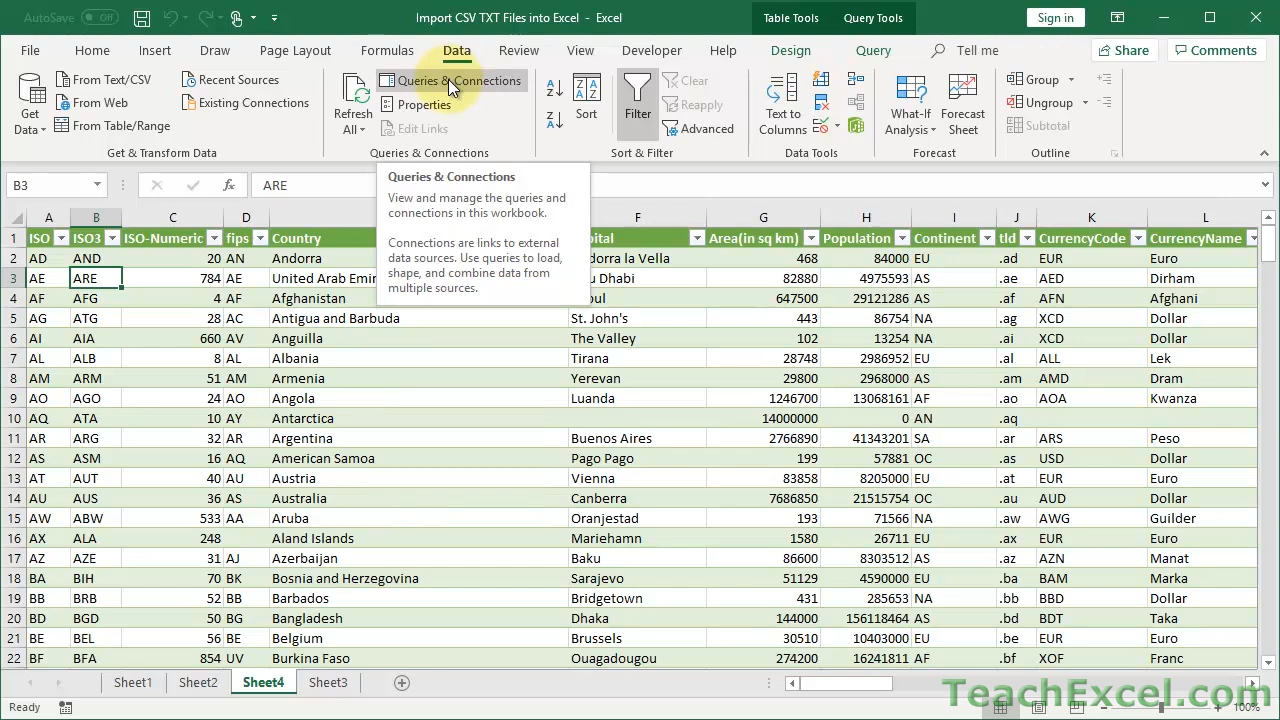 AutoSave Off
Import CSV TXT Files into Excel - Excel
Table Tools Query Tools
Sign in
File Home Insert Draw Page Layout Formulas Data Review View Developer Help Design Query Tell me Share Comments
Get Data
From Text/CSV
From Web
From Table/Range
Recent Sources
Existing Connections
Get & Transform Data
Refresh All
Queries & Connections
Properties
Edit Links
Queries & Connections
Sort
Filter
Clear
Reapply
Advanced
Sort & Filter
Text to Columns
Data Tools
What-If Analysis
Forecast Sheet
Forecast
Group
Ungroup
Subtotal
Outline
B3 fx ARE
Queries & Connections
View and manage the queries and
connections in this workbook.
Connections are links to external
data sources. Use queries to load,
shape, and combine data from
multiple sources.
A B C D F G H I J K L
1 ISO ISO3 ISO-Numeric fips Country pital Area(in sq km) Population Continent tld CurrencyCode CurrencyName
2 AD AND 20 AN Andorra dorra la Vella 468 84000 EU .ad EUR Euro
3 AE ARE 784 AE United Arab Emir u Dhabi 82880 4975593 AS .ae AED Dirham
4 AF AFG 4 AF Afghanistan bul 647500 29121286 AS .af AFN Afghani
5 AG ATG 28 AC Antigua and Barbuda St. John's 443 86754 NA .ag XCD Dollar
6 AI AIA 660 AV Anguilla The Valley 102 13254 NA .ai XCD Dollar
7 AL ALB 8 AL Albania Tirana 28748 2986952 EU .al ALL Lek
8 AM ARM 51 AM Armenia Yerevan 29800 2968000 AS .am AMD Dram
9 AO AGO 24 AO Angola Luanda 1246700 13068161 AF .ao AOA Kwanza
10 AQ ATA 10 AY Antarctica 14000000 0 AN .aq
11 AR ARG 32 AR Argentina Buenos Aires 2766890 41343201 SA .ar ARS Peso
12 AS ASM 16 AQ American Samoa Pago Pago 199 57881 OC .as USD Dollar
13 AT AUT 40 AU Austria Vienna 83858 8205000 EU .at EUR Euro
14 AU AUS 36 AS Australia Canberra 7686850 21515754 OC .au AUD Dollar
15 AW ABW 533 AA Aruba Oranjestad 193 71566 NA .aw AWG Guilder
16 AX ALA 248 Aland Islands Mariehamn 1580 26711 EU .ax EUR Euro
17 AZ AZE 31 AJ Azerbaijan Baku 86600 8303512 AS .az AZN Manat
18 BA BIH 70 BK Bosnia and Herzegovina Sarajevo 51129 4590000 EU .ba BAM Marka
19 BB BRB 52 BB Barbados Bridgetown 431 285653 NA .bb BBD Dollar
20 BD BGD 50 BG Bangladesh Dhaka 144000 156118464 AS .bd BDT Taka
21 BE BEL 56 BE Belgium Brussels 30510 10403000 EU .be EUR Euro
22 BF BFA 854 UV Burkina Faso Ouagadougou 274200 16241811 AF .bf XOF Franc
Sheet1 Sheet2 Sheet4 Sheet3
TeachExcel.com
Ready 100%